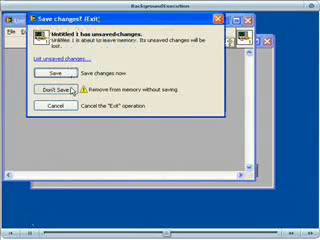 BackgroundExecution
Save changes? (Exit)
Untitled 1 has unsaved changes.
Untitled 1 is about to leave memory. Its unsaved changes will be
lost.
List unsaved changes...
Save Save changes now
Don't Save Remove from memory without saving
Cancel Cancel the "Exit" operation